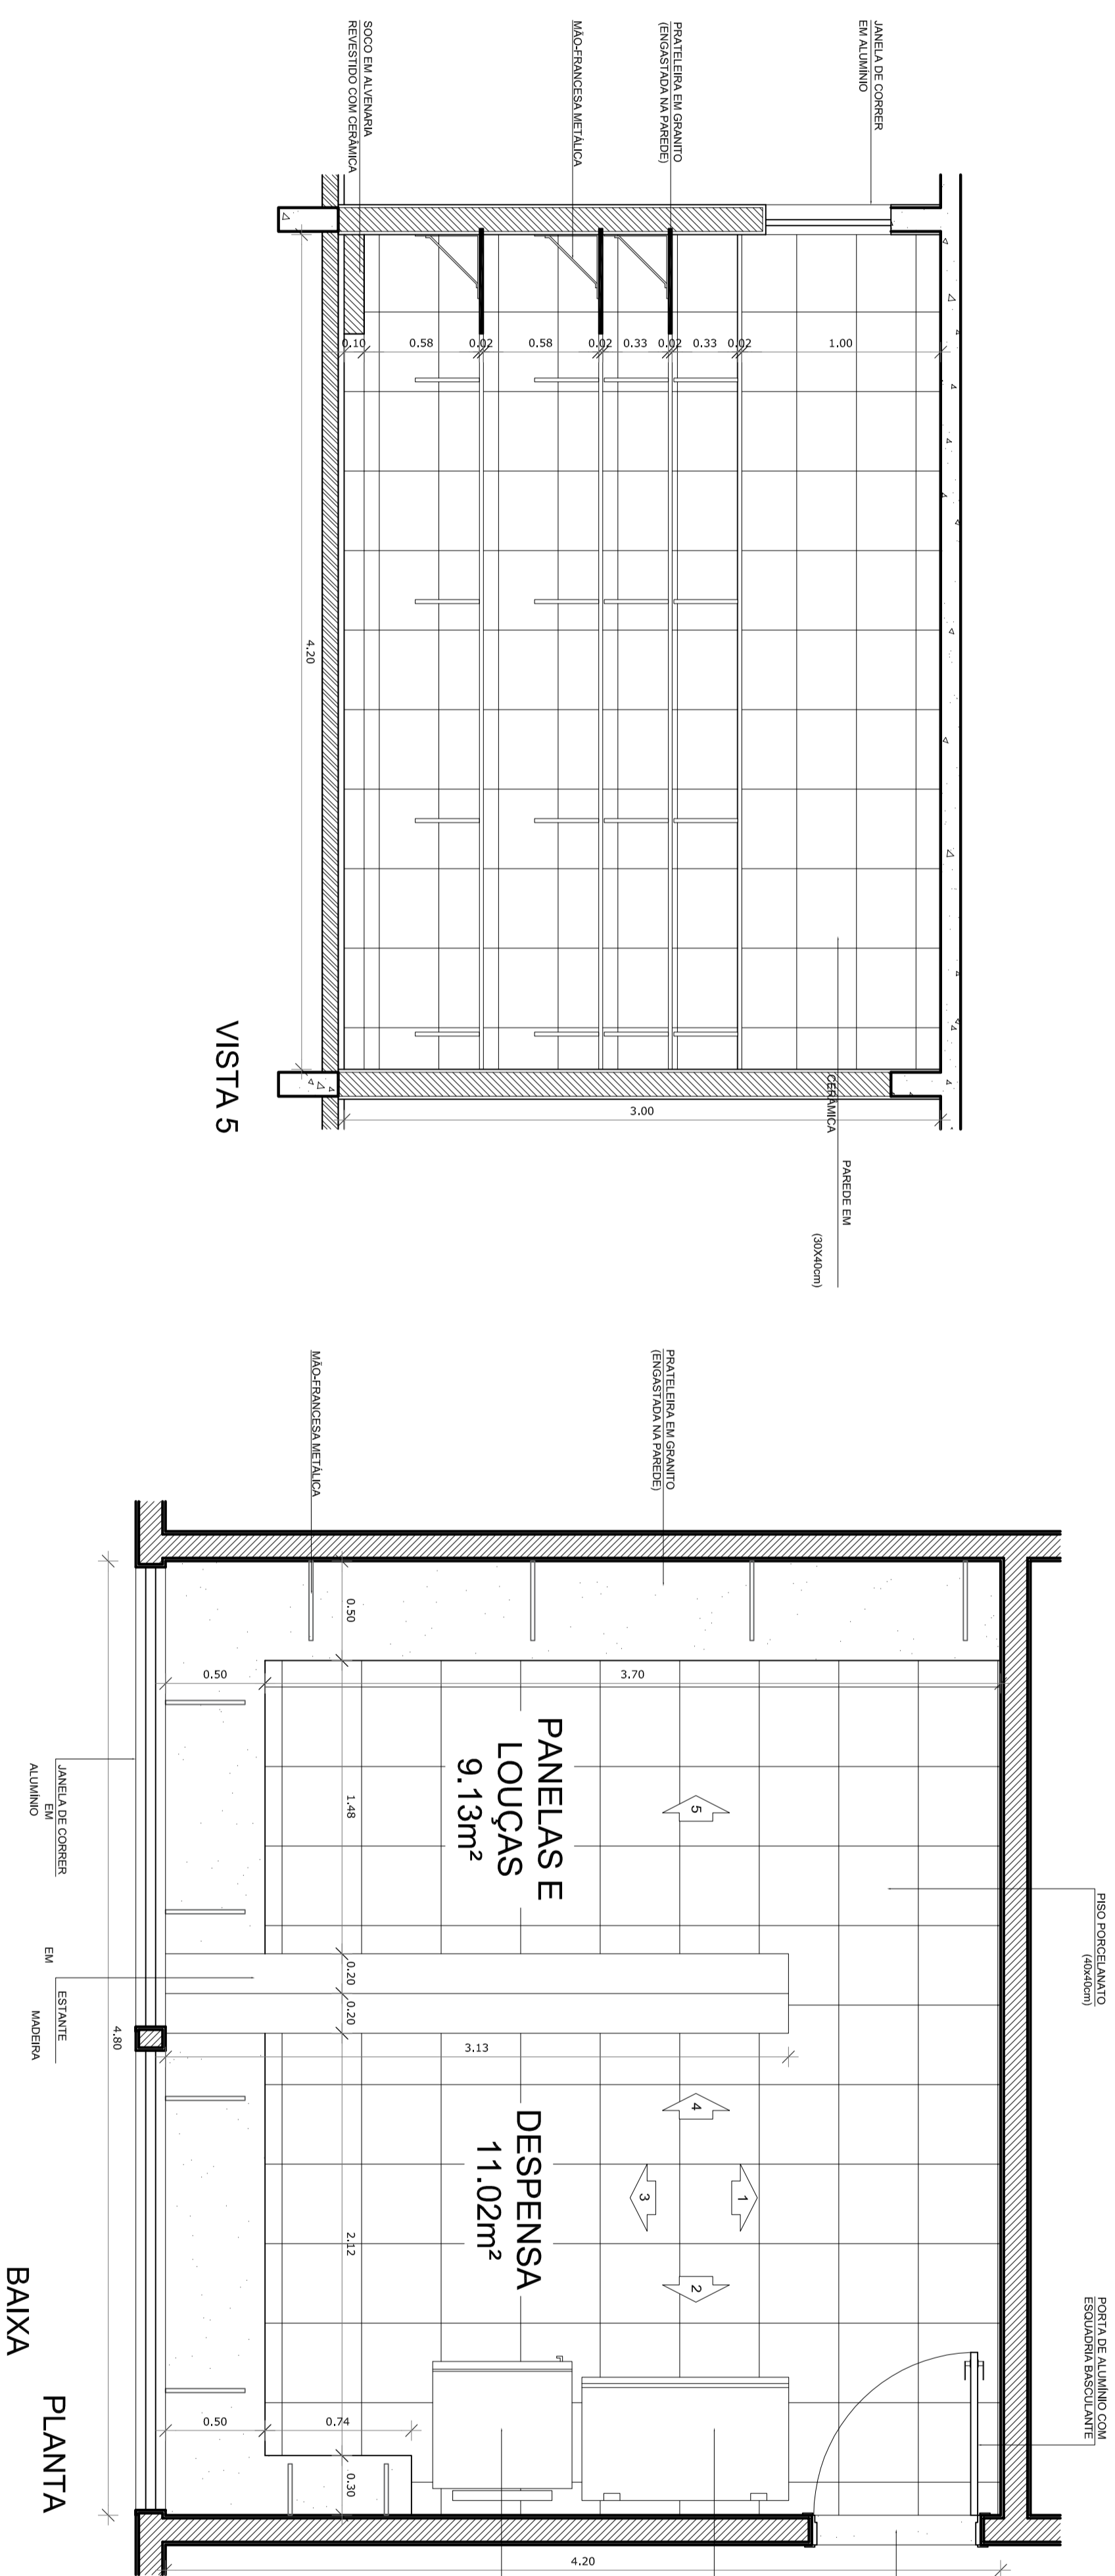 JANELA DE CORRER
EM ALUMÍNIO
PRATELEIRA EM GRANITO
(ENGASTADA NA PAREDE)
MÃO-FRANCESA METÁLICA
SOCO EM ALVENARIA
REVESTIDO COM CERÂMICA
0.10
0.58
0.02
0.58
0.02
0.33
0.02
0.33
0.02
1.00
4.20
3.00
PAREDE EM
CERÂMICA
(30X40cm)
VISTA 5
PISO PORCELANATO
(40x40cm)
PORTA DE ALUMÍNIO COM
ESQUADRIA BASCULANTE
PRATELEIRA EM GRANITO
(ENGASTADA NA PAREDE)
MÃO-FRANCESA METÁLICA
0.50
0.50
3.70
1.48
PANELAS E
LOUÇAS
9.13m²
5
0.20
0.20
3.13
4
1
3
2
DESPENSA
11.02m²
2.12
0.50
0.74
0.30
4.20
4.80
JANELA DE CORRER
EM
ALUMÍNIO
ESTANTE
EM
MADEIRA
PLANTA
BAIXA